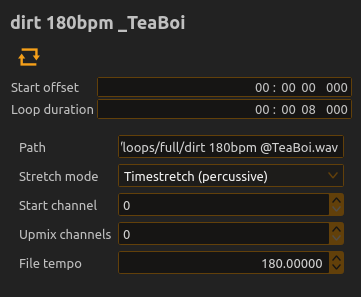 dirt 180bpm _TeaBoi
Start offset 00 : 00 00 000
Loop duration 00 : 00 08 000
Path /loops/full/dirt 180bpm @TeaBoi.wav
Stretch mode Timestretch (percussive)
Start channel 0
Upmix channels 0
File tempo 180.00000